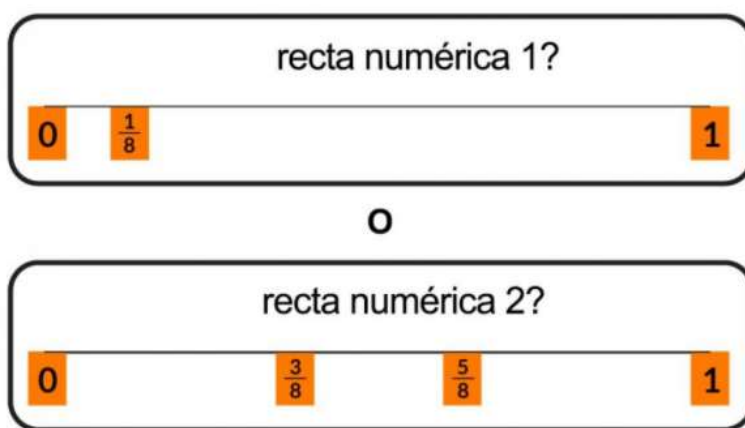 recta numérica 1?
0 1/8 1
O
recta numérica 2?
0 3/8 5/8 1